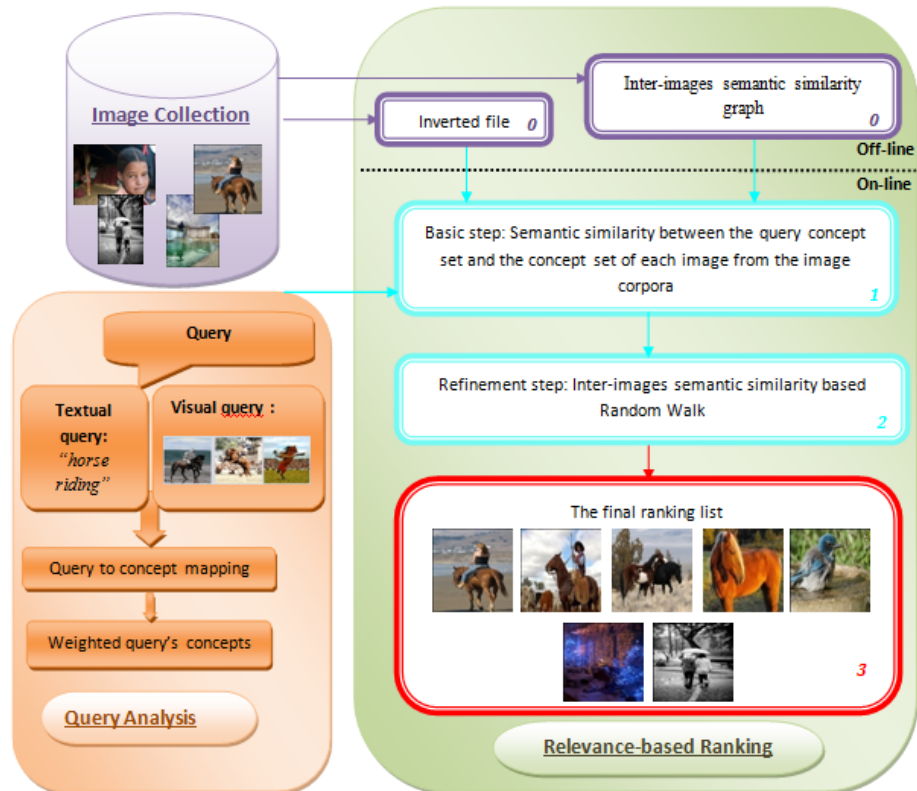 Image Collection
Inter-images semantic similarity
graph
0
Inverted file
0
Off-line
On-line
Basic step: Semantic similarity between the query concept
set and the concept set of each image from the image
corpora
1
Query
Textual
query:
“horse
riding”
Visual query :
Refinement step: Inter-images semantic similarity based
Random Walk
2
The final ranking list
3
Query to concept mapping
Weighted query's concepts
Query Analysis
Relevance-based Ranking